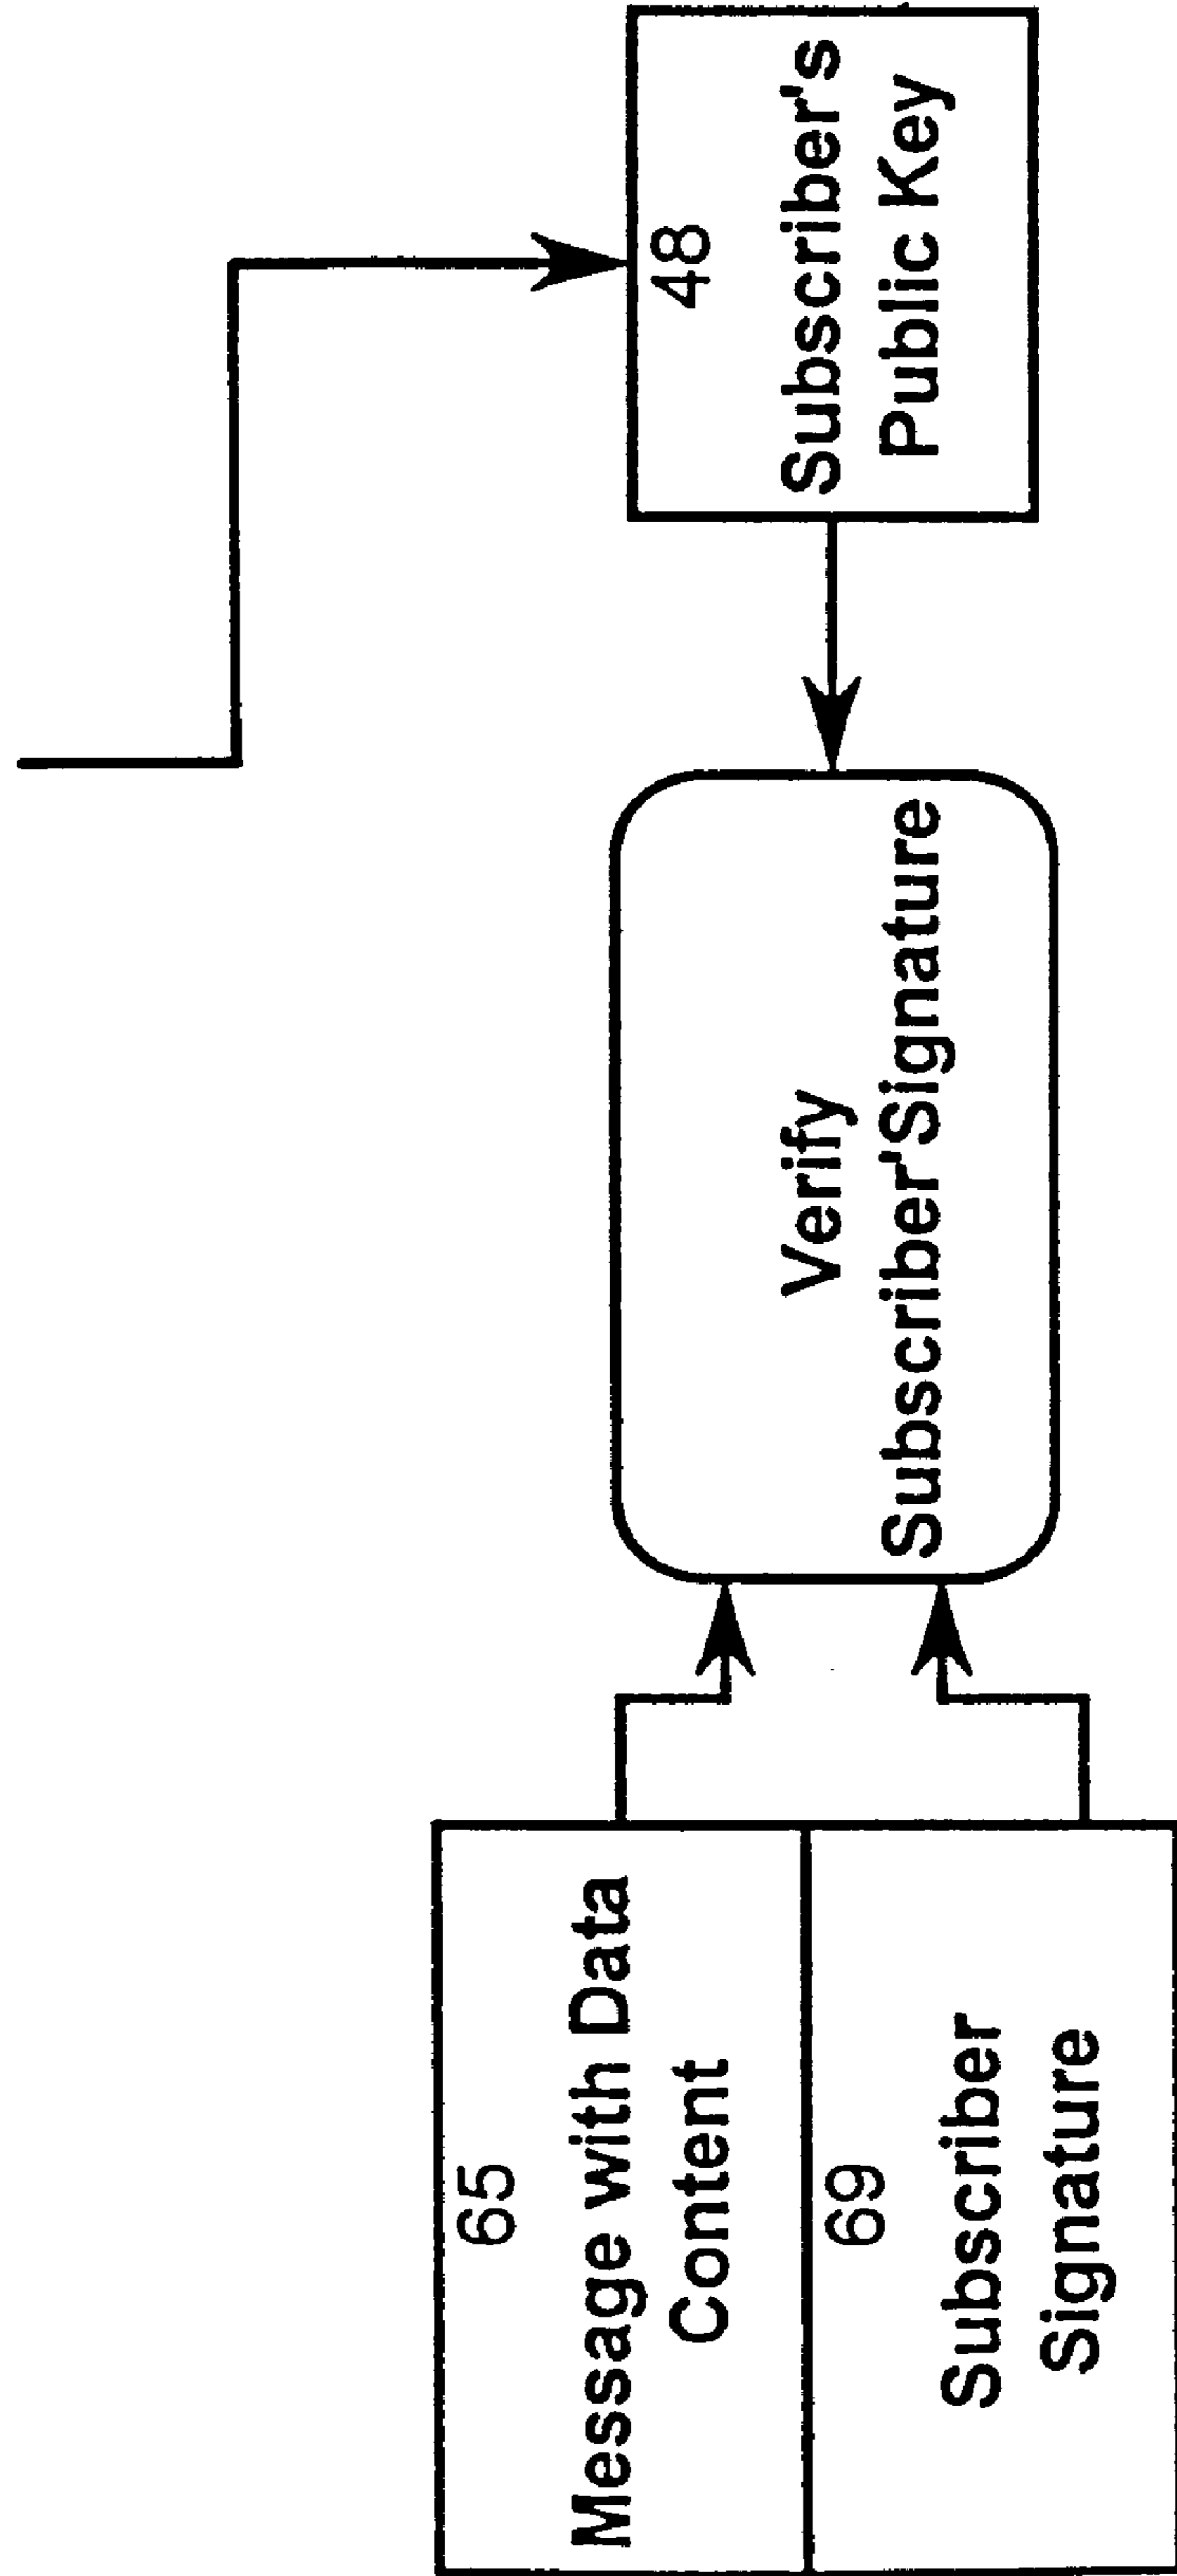 65
Message with Data
Content
69
Subscriber
Signature
Verify
Subscriber'Signature
48
Subscriber's
Public Key